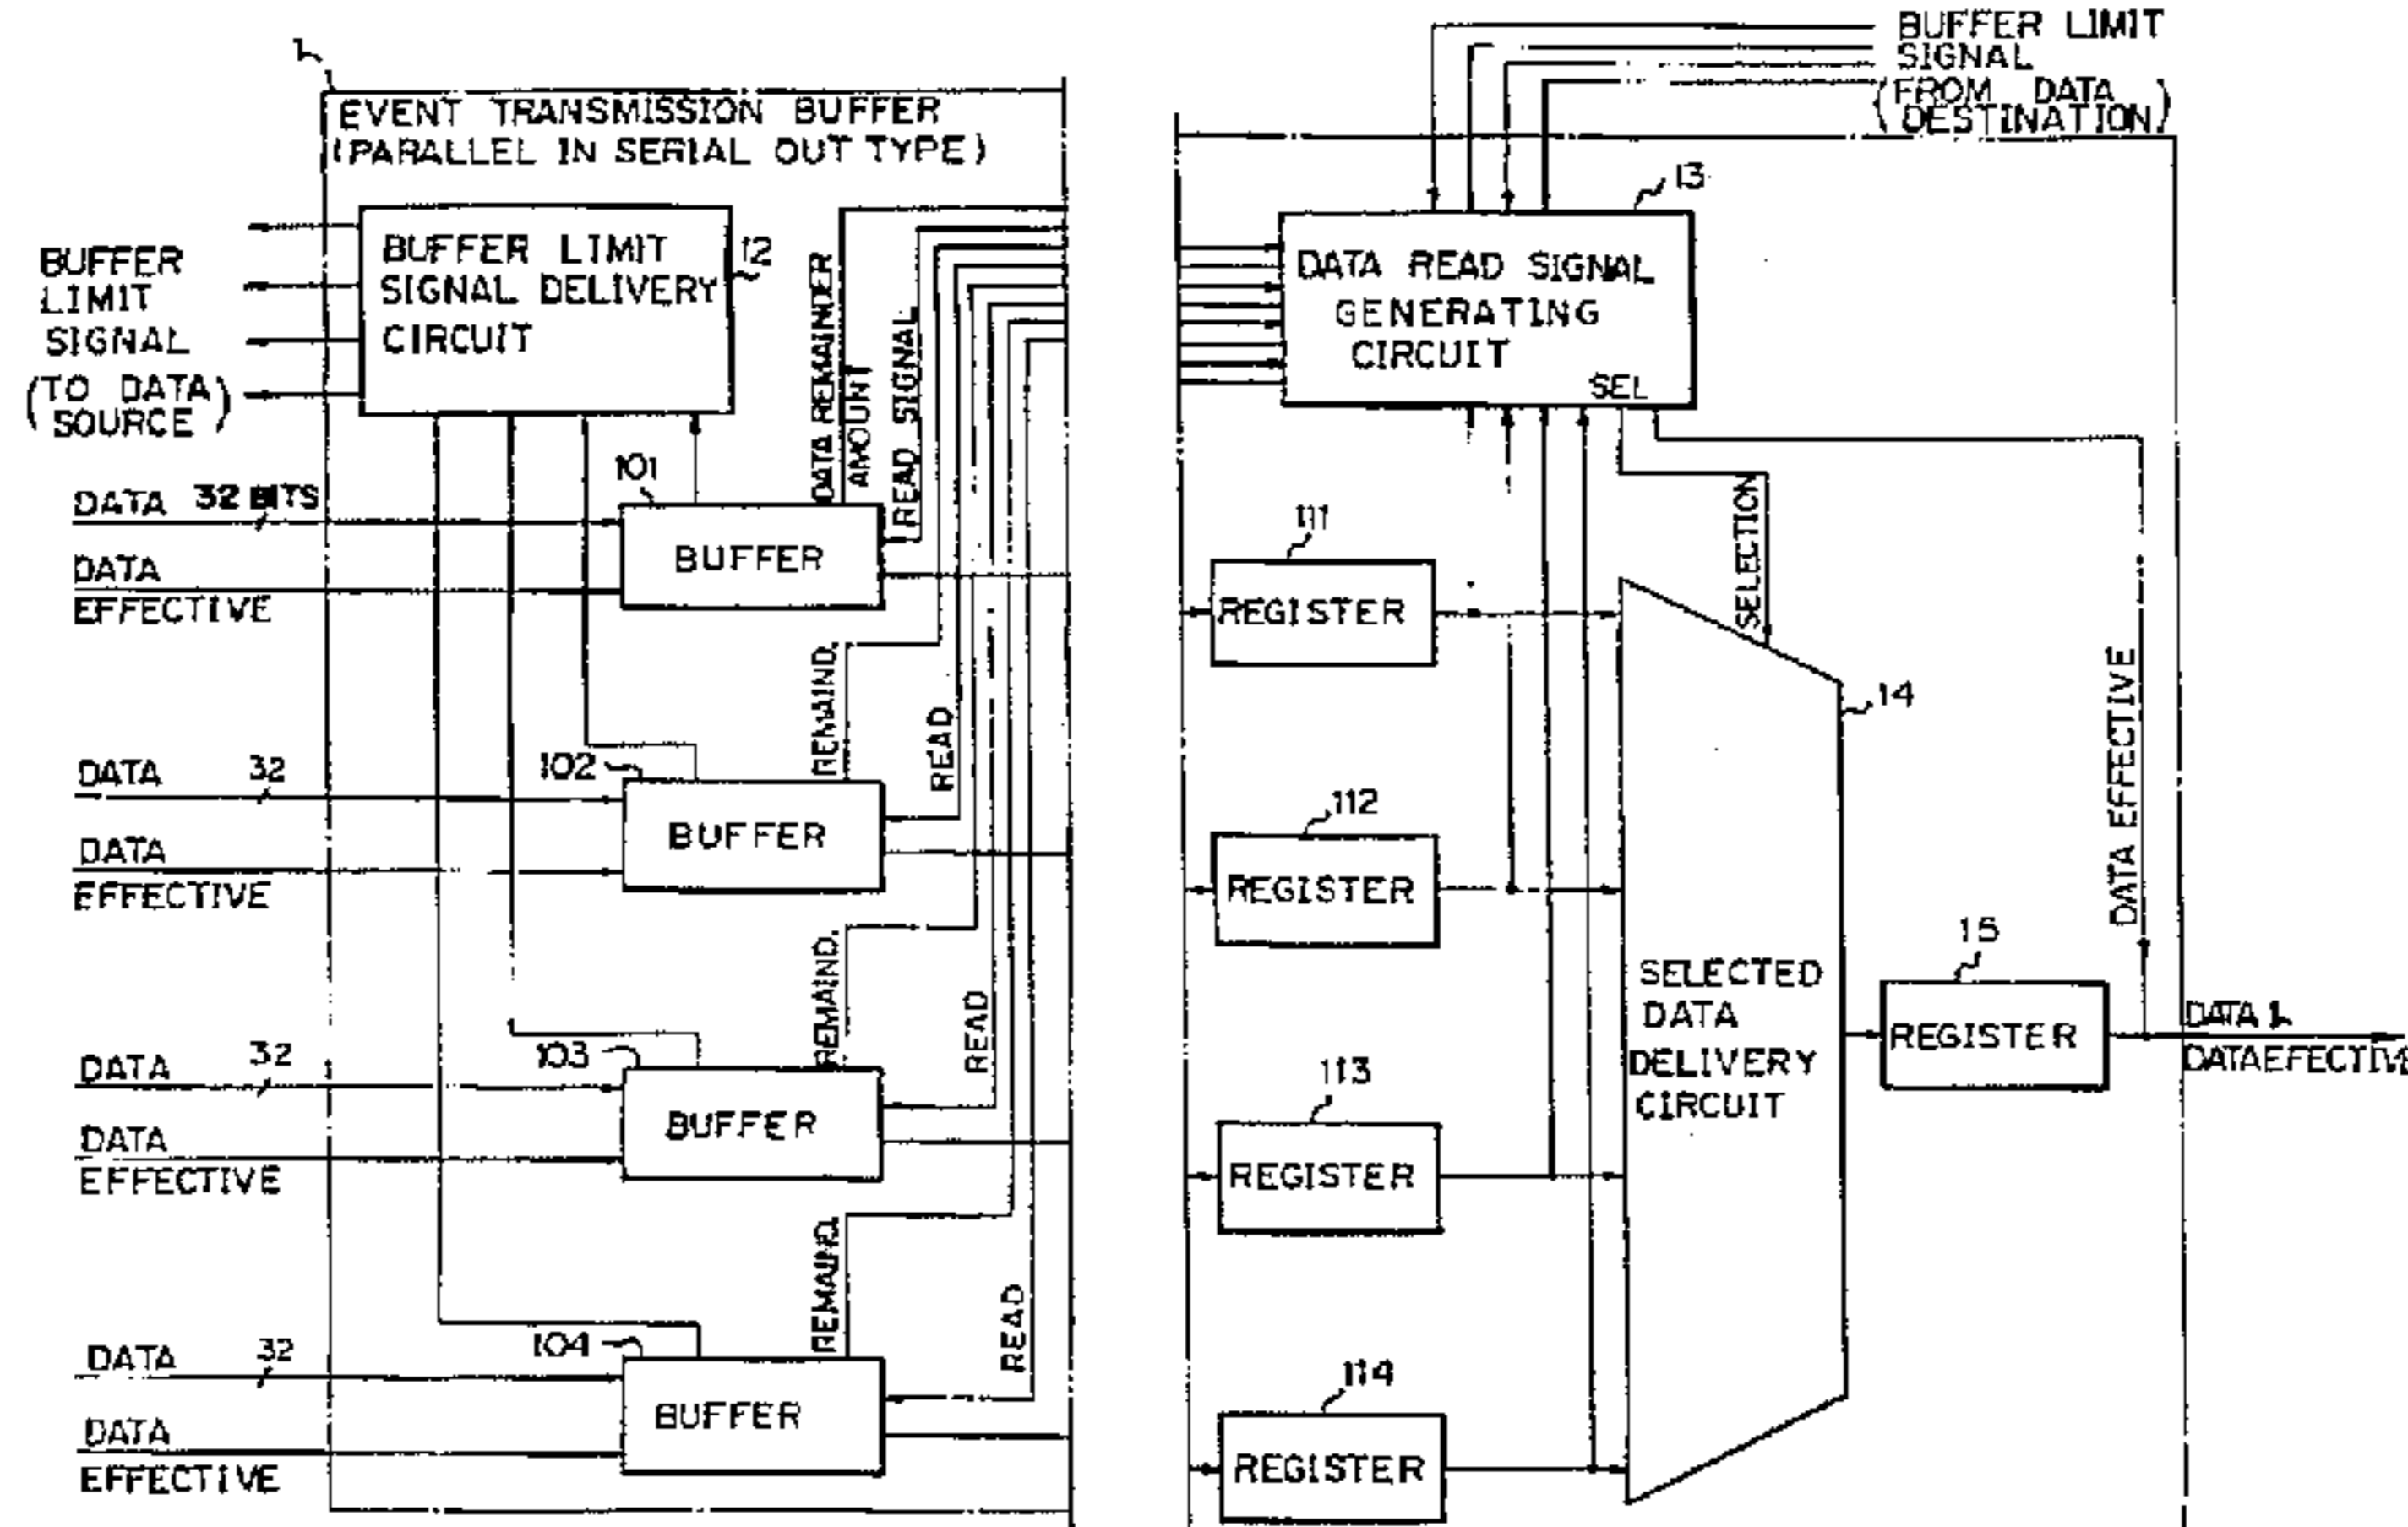 1
EVENT TRANSMISSION BUFFER
(PARALLEL IN SERIAL OUT TYPE)
BUFFER LIMIT
SIGNAL DELIVERY
CIRCUIT
12
BUFFER
LIMIT
SIGNAL
(TO DATA
SOURCE)
DATA REMAINDER
AMOUNT
READ SIGNAL
DATA 32 BITS
DATA
EFFECTIVE
101
BUFFER
REMAIND.
READ
DATA 32
DATA
EFFECTIVE
102
BUFFER
REMAIND.
READ
DATA 32
DATA
EFFECTIVE
103
BUFFER
REMAIND.
READ
DATA 32
DATA
EFFECTIVE
104
BUFFER
BUFFER LIMIT
SIGNAL
(FROM DATA
DESTINATION)
13
DATA READ SIGNAL
GENERATING
CIRCUIT
SEL
SELECTION
111
REGISTER
112
REGISTER
113
REGISTER
114
REGISTER
14
SELECTED
DATA
DELIVERY
CIRCUIT
15
REGISTER
DATA EFFECTIVE
DATA 1
DATAEFECTIVE